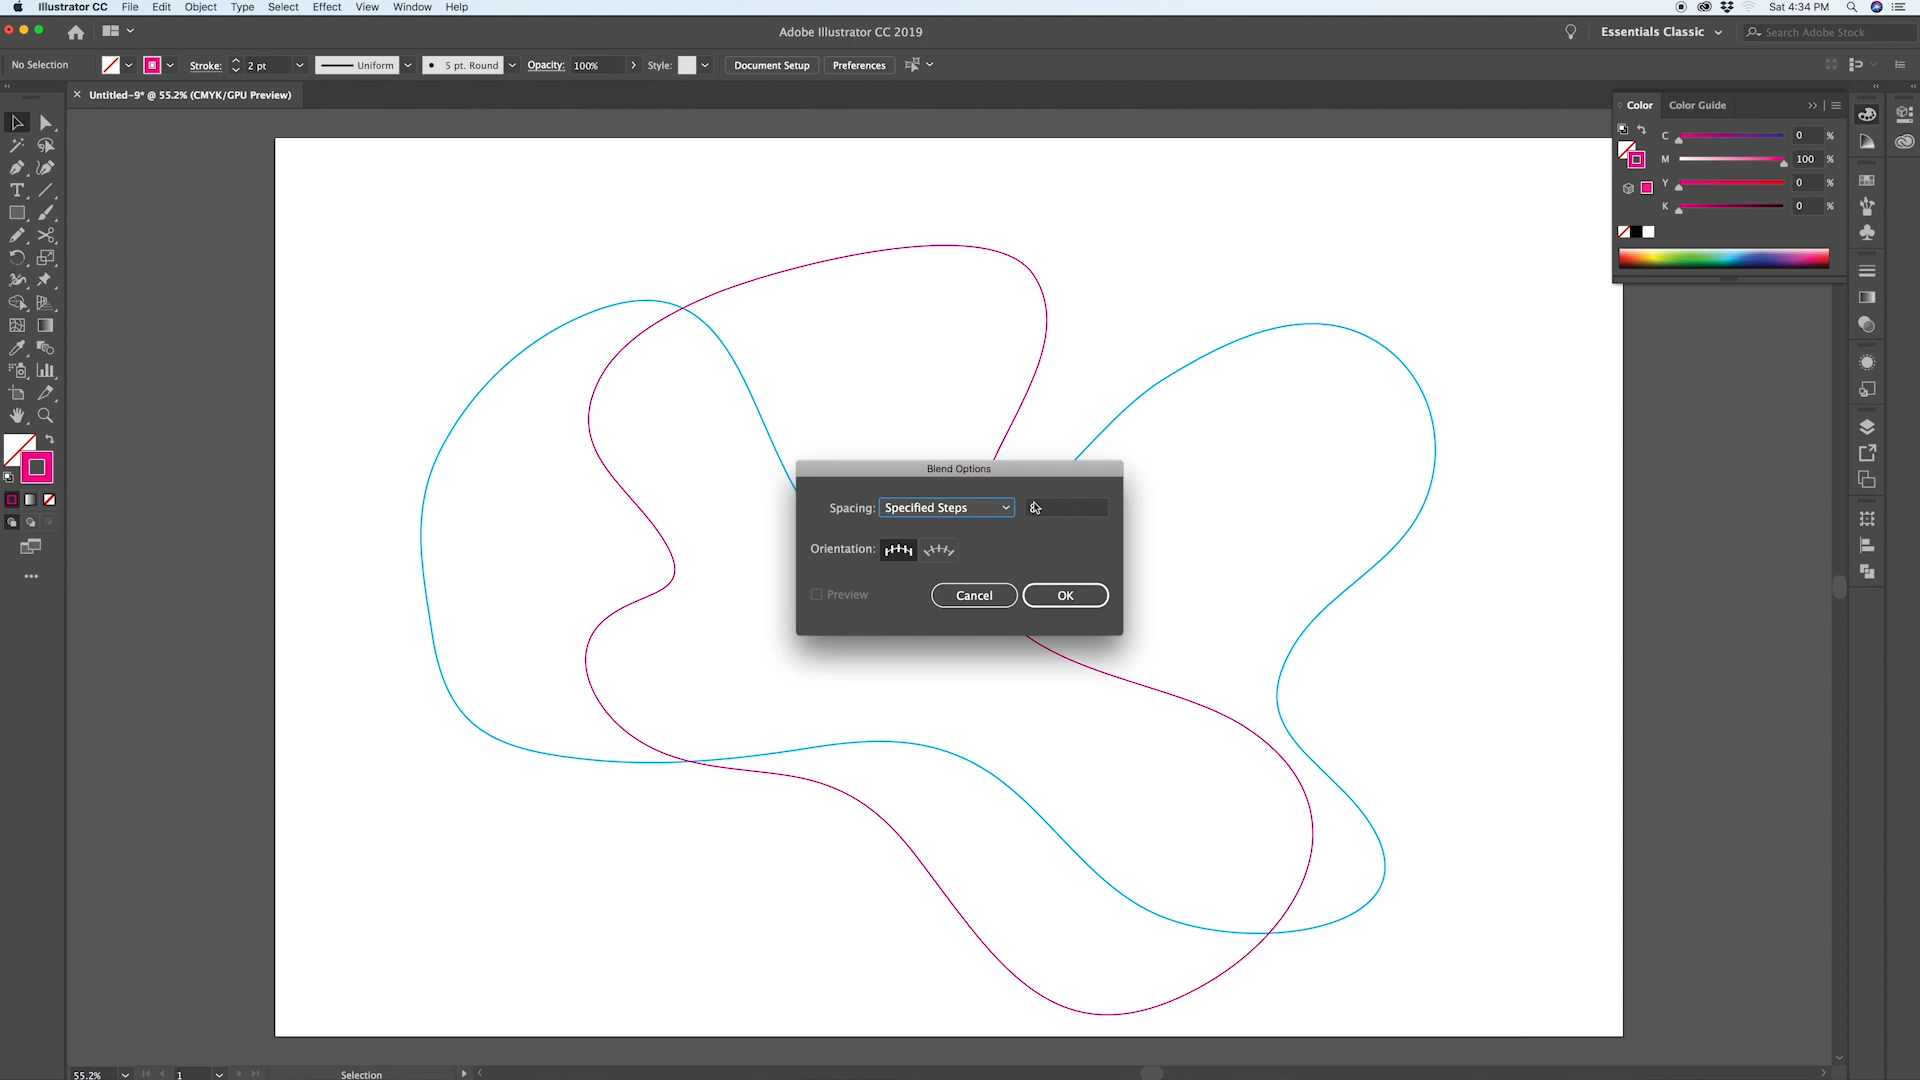 Illustrator CC File Edit Object Type Select Effect View Window Help Sat 4:34 PM
Adobe Illustrator CC 2019 Essentials Classic Search Adobe Stock
No Selection Stroke: 2 pt Uniform 5 pt. Round Opacity: 100% Style: Document Setup Preferences
Untitled-9* @ 55.2% (CMYK/GPU Preview)
Color Color Guide
C 0 %
M 100 %
Y 0 %
K 0 %
Blend Options
Spacing: Specified Steps
Orientation:
Preview Cancel OK
55.2% 1 Selection